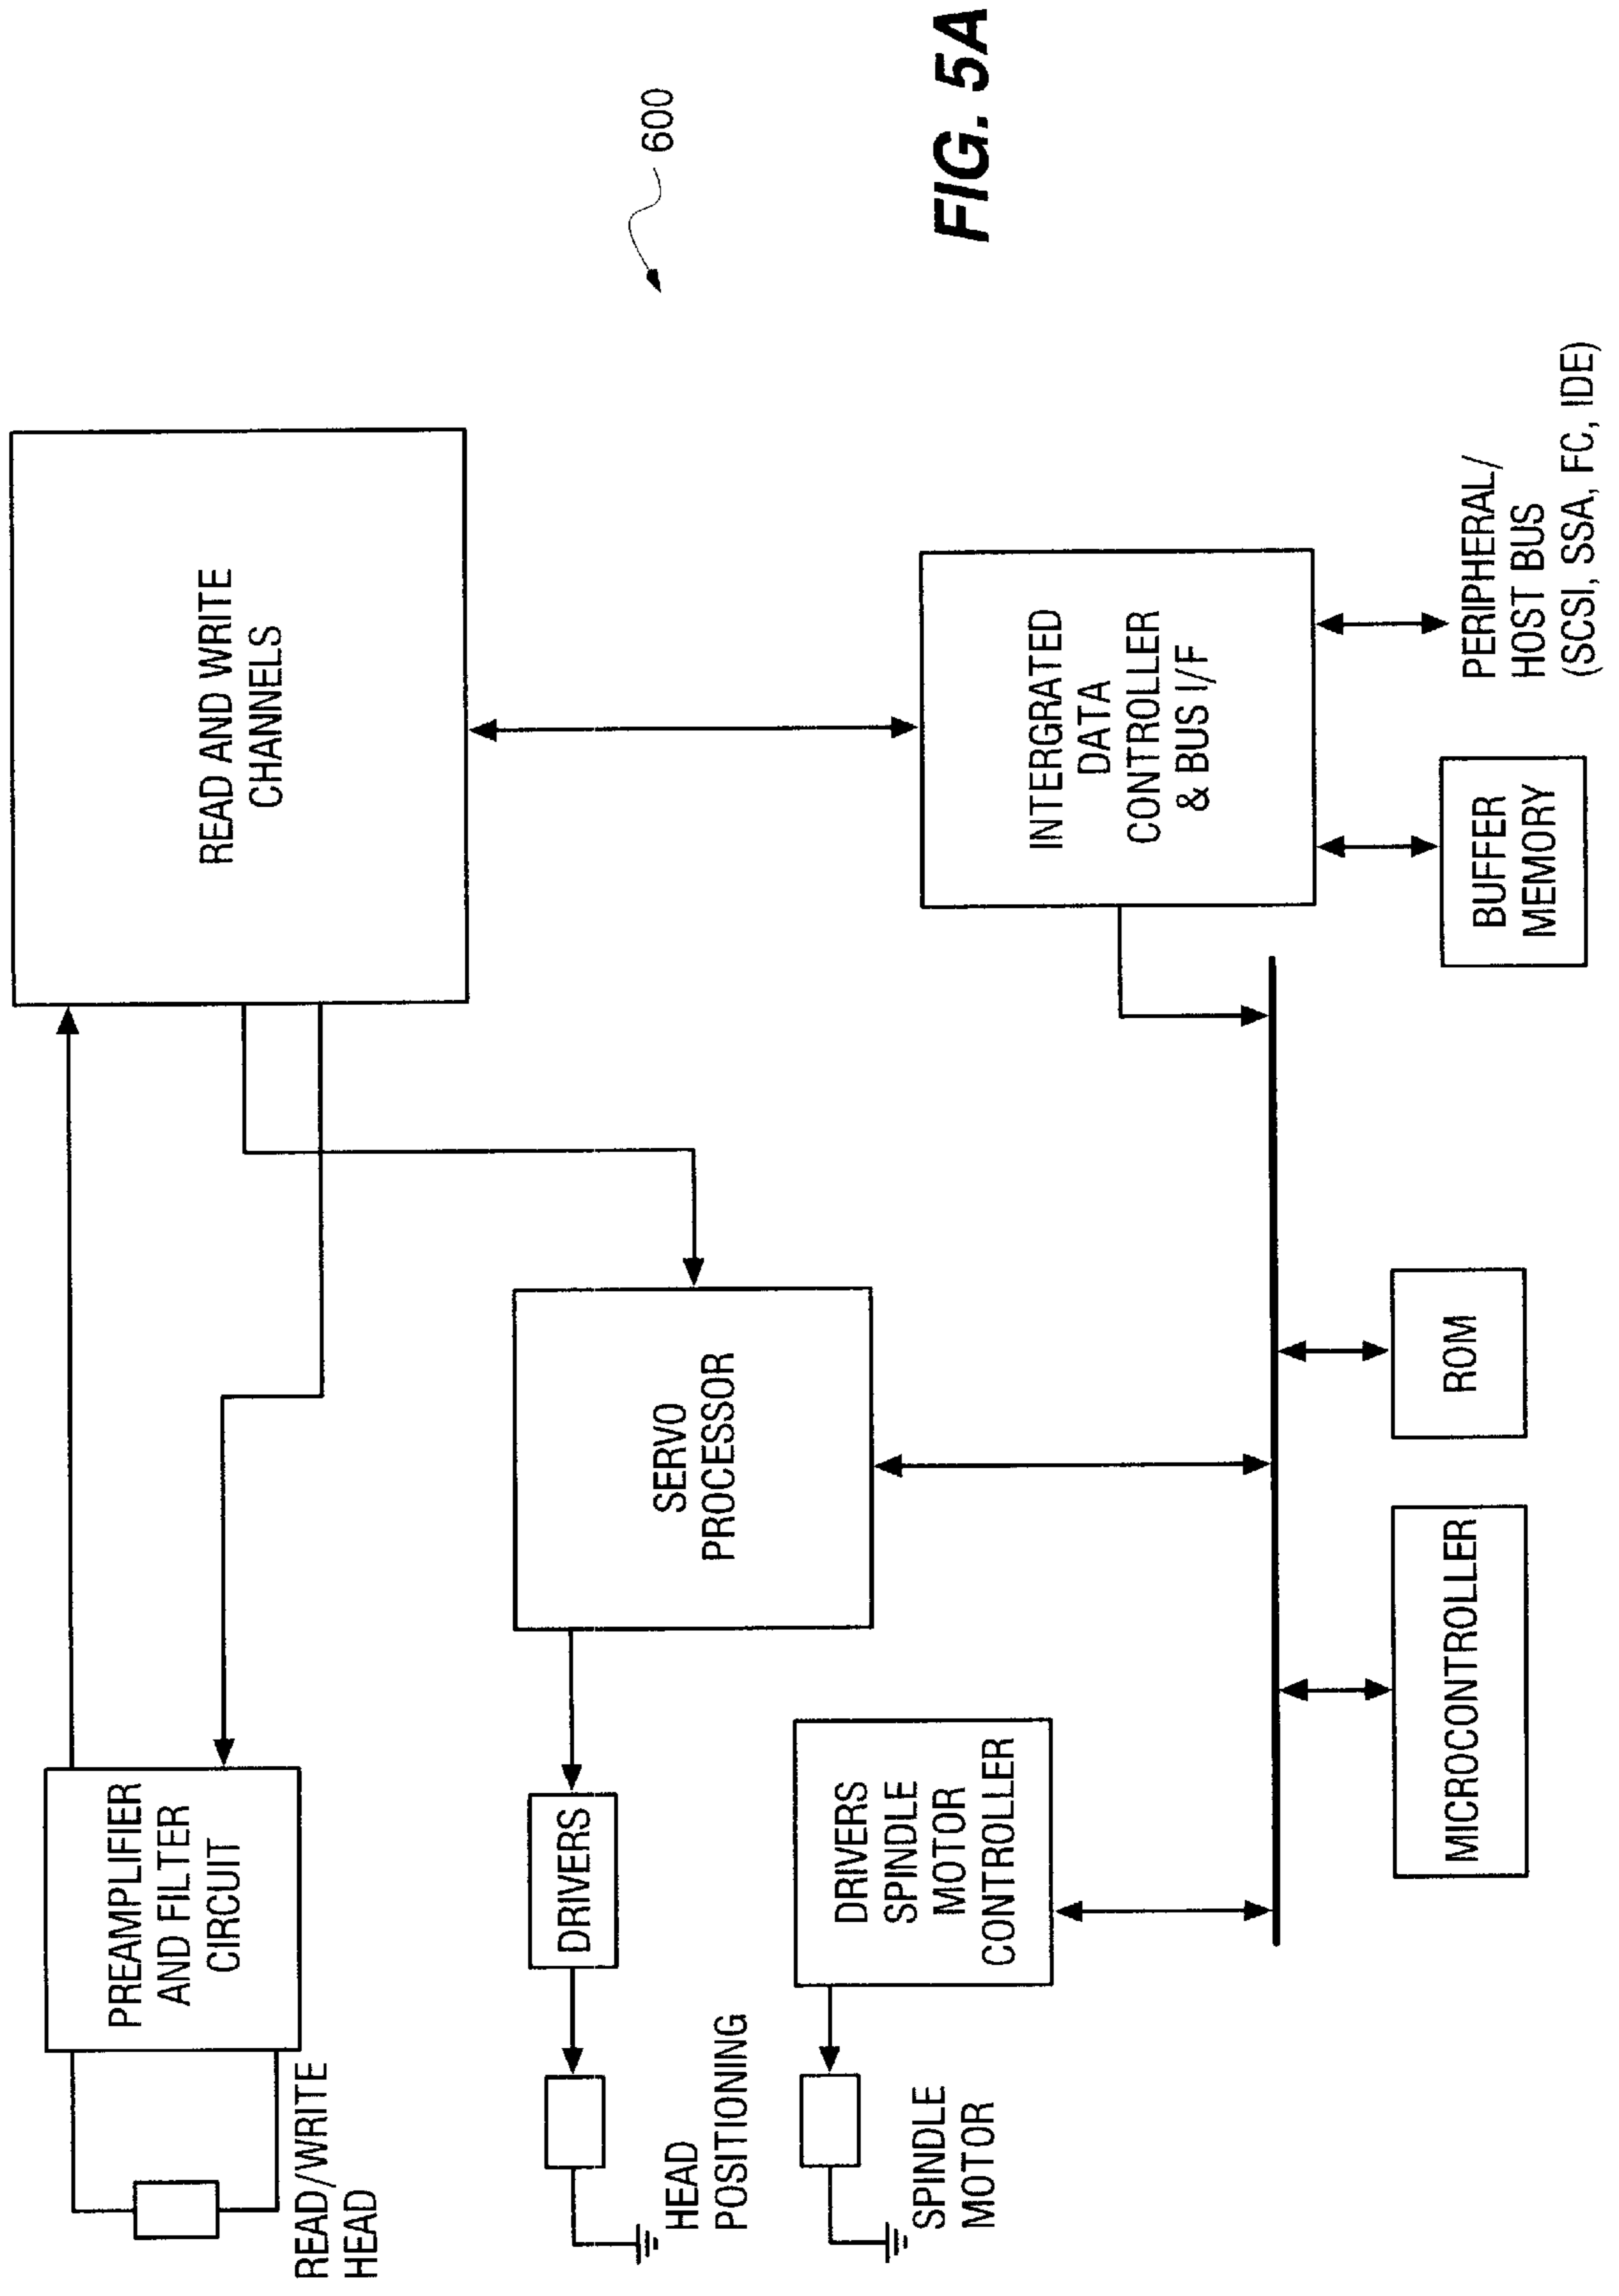 READ/WRITE
HEAD
PREAMPLIFIER
AND FILTER
CIRCUIT
READ AND WRITE
CHANNELS
600
HEAD
POSITIONING
DRIVERS
SERVO
PROCESSOR
SPINDLE
MOTOR
DRIVERS
SPINDLE
MOTOR
CONTROLLER
INTERGRATED
DATA
CONTROLLER
& BUS I/F
MICROCONTROLLER
ROM
BUFFER
MEMORY
PERIPHERAL/
HOST BUS
(SCSI, SSA, FC, IDE)
FIG. 5A